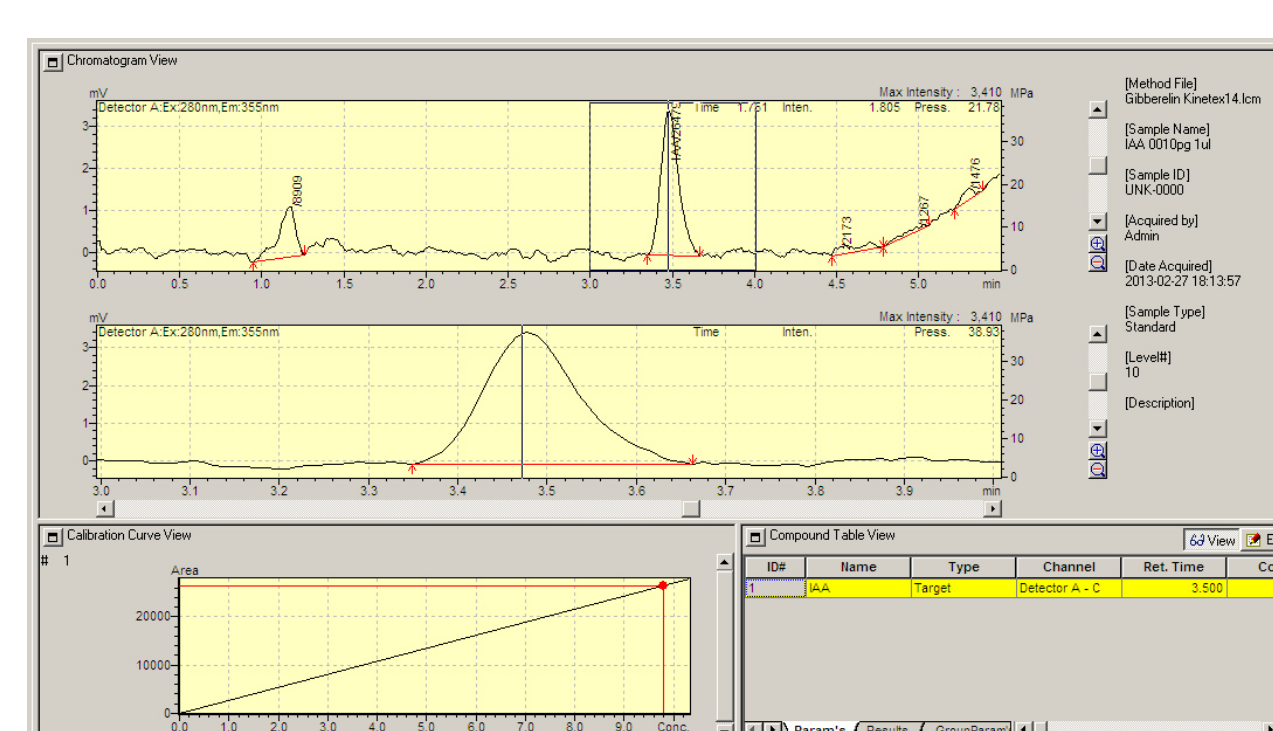 Chromatogram View
mV
Detector A:Ex:280nm,Em:355nm
Max Intensity : 3,410
MPa
Time 1.761 Inten. 1.805 Press. 21.78
3
2
1
0
/8909
/2173
/1267
/1476
30
20
10
0
0.0 0.5 1.0 1.5 2.0 2.5 3.0 3.5 4.0 4.5 5.0 min
mV
Detector A:Ex:280nm,Em:355nm
Max Intensity : 3,410
MPa
Time Inten. Press. 38.93
3
2
1
0
30
20
10
0
3.0 3.1 3.2 3.3 3.4 3.5 3.6 3.7 3.8 3.9 min
[Method File]
Gibberelin Kinetex14.lcm
[Sample Name]
IAA 0010pg 1ul
[Sample ID]
UNK-0000
[Acquired by]
Admin
[Date Acquired]
2013-02-27 18:13:57
[Sample Type]
Standard
[Level#]
10
[Description]
Calibration Curve View
# 1
Area
20000
10000
0
0.0 1.0 2.0 3.0 4.0 5.0 6.0 7.0 8.0 9.0 Conc.
Compound Table View
View
ID# Name Type Channel Ret. Time Co
1 IAA Target Detector A - C 3.500
Param's Results GroupParam'